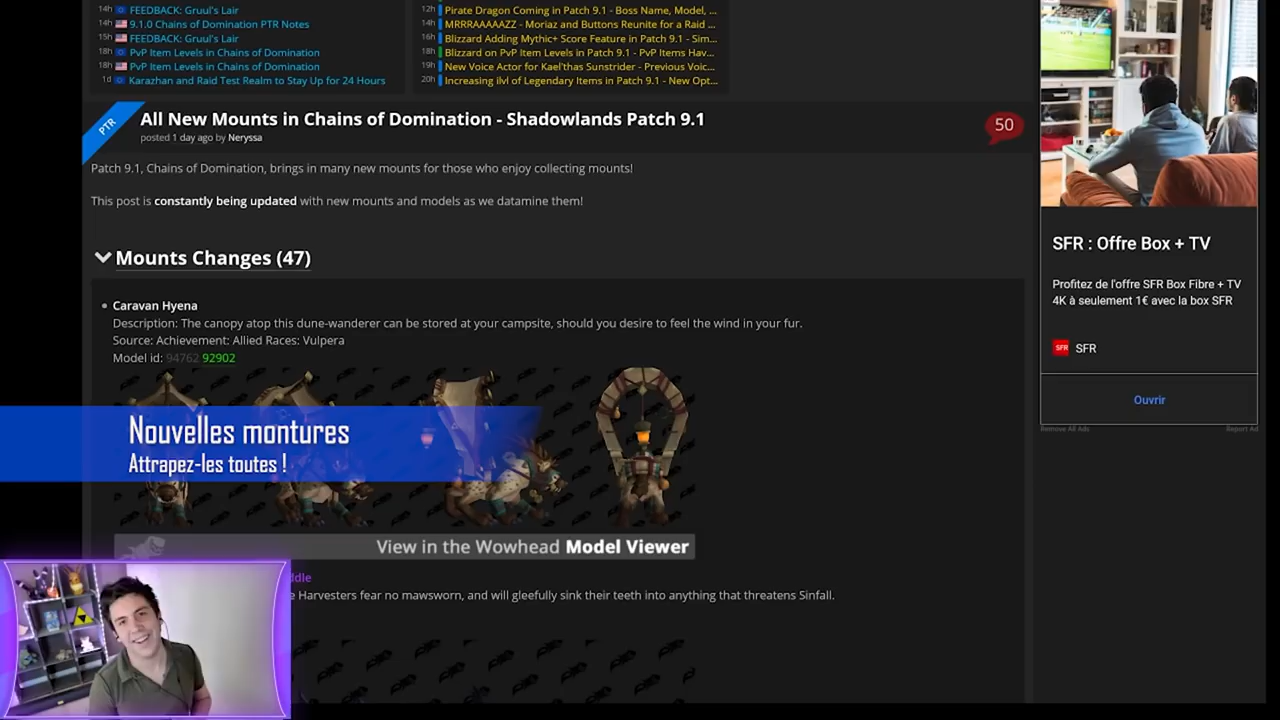 14h FEEDBACK: Gruul's Lair
14h 9.1.0 Chains of Domination PTR Notes
15h FEEDBACK: Gruul's Lair
18h PvP Item Levels in Chains of Domination
18h PvP Item Levels in Chains of Domination
1d Karazhan and Raid Test Realm to Stay Up for 24 Hours
12h Pirate Dragon Coming in Patch 9.1 - Boss Name, Model, ...
14h MRRRAAAAAZZ - Moriaz and Buttons Reunite for a Raid ...
16h Blizzard Adding Mythic+ Score Feature in Patch 9.1 - Sim...
18h Blizzard on PvP Item Levels in Patch 9.1 - PvP Items Hav...
19h New Voice Actor for Kael'thas Sunstrider - Previous Voic...
20h Increasing ilvl of Legendary Items in Patch 9.1 - New Opt...
PTR
All New Mounts in Chains of Domination - Shadowlands Patch 9.1
posted 1 day ago by Neryssa
50
Patch 9.1, Chains of Domination, brings in many new mounts for those who enjoy collecting mounts!
This post is constantly being updated with new mounts and models as we datamine them!
Mounts Changes (47)
Caravan Hyena
Description: The canopy atop this dune-wanderer can be stored at your campsite, should you desire to feel the wind in your fur.
Source: Achievement: Allied Races: Vulpera
Model id: 94762 92902
Nouvelles montures
Attrapez-les toutes !
View in the Wowhead Model Viewer
ddle
e Harvesters fear no mawsworn, and will gleefully sink their teeth into anything that threatens Sinfall.
SFR : Offre Box + TV
Profitez de l'offre SFR Box Fibre + TV
4K à seulement 1€ avec la box SFR
SFR SFR
Ouvrir
Remove All Ads
Report Ad